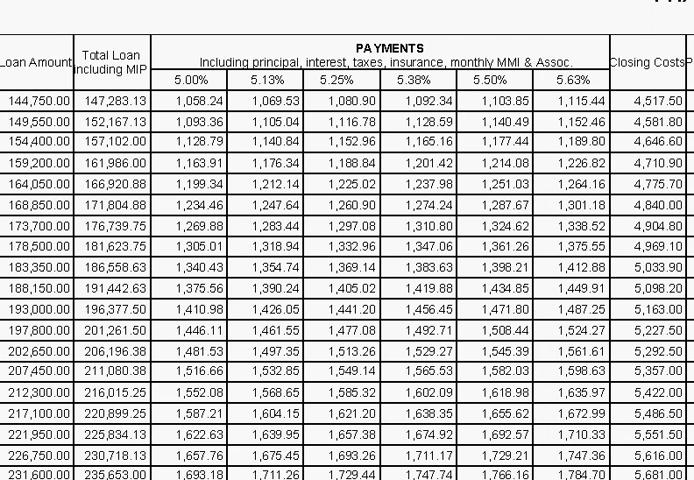 PAYMENTS
Loan Amount Total Loan Including MIP Including principal, interest, taxes, insurance, monthly MMI & Assoc. Closing Costs P
5.00% 5.13% 5.25% 5.38% 5.50% 5.63%
144,750.00 147,283.13 1,058.24 1,069.53 1,080.90 1,092.34 1,103.85 1,115.44 4,517.50
149,550.00 152,167.13 1,093.36 1,105.04 1,116.78 1,128.59 1,140.49 1,152.46 4,581.80
154,400.00 157,102.00 1,128.79 1,140.84 1,152.96 1,165.16 1,177.44 1,189.80 4,646.60
159,200.00 161,986.00 1,163.91 1,176.34 1,188.84 1,201.42 1,214.08 1,226.82 4,710.90
164,050.00 166,920.88 1,199.34 1,212.14 1,225.02 1,237.98 1,251.03 1,264.16 4,775.70
168,850.00 171,804.88 1,234.46 1,247.64 1,260.90 1,274.24 1,287.67 1,301.18 4,840.00
173,700.00 176,739.75 1,269.88 1,283.44 1,297.08 1,310.80 1,324.62 1,338.52 4,904.80
178,500.00 181,623.75 1,305.01 1,318.94 1,332.96 1,347.06 1,361.26 1,375.55 4,969.10
183,350.00 186,558.63 1,340.43 1,354.74 1,369.14 1,383.63 1,398.21 1,412.88 5,033.90
188,150.00 191,442.63 1,375.56 1,390.24 1,405.02 1,419.88 1,434.85 1,449.91 5,098.20
193,000.00 196,377.50 1,410.98 1,426.05 1,441.20 1,456.45 1,471.80 1,487.25 5,163.00
197,800.00 201,261.50 1,446.11 1,461.55 1,477.08 1,492.71 1,508.44 1,524.27 5,227.50
202,650.00 206,196.38 1,481.53 1,497.35 1,513.26 1,529.27 1,545.39 1,561.61 5,292.50
207,450.00 211,080.38 1,516.66 1,532.85 1,549.14 1,565.53 1,582.03 1,598.63 5,357.00
212,300.00 216,015.25 1,552.08 1,568.65 1,585.32 1,602.09 1,618.98 1,635.97 5,422.00
217,100.00 220,899.25 1,587.21 1,604.15 1,621.20 1,638.35 1,655.62 1,672.99 5,486.50
221,950.00 225,834.13 1,622.63 1,639.95 1,657.38 1,674.92 1,692.57 1,710.33 5,551.50
226,750.00 230,718.13 1,657.76 1,675.45 1,693.26 1,711.17 1,729.21 1,747.36 5,616.00
231,600.00 235,653.00 1,693.18 1,711.26 1,729.44 1,747.74 1,766.16 1,784.70 5,681.00